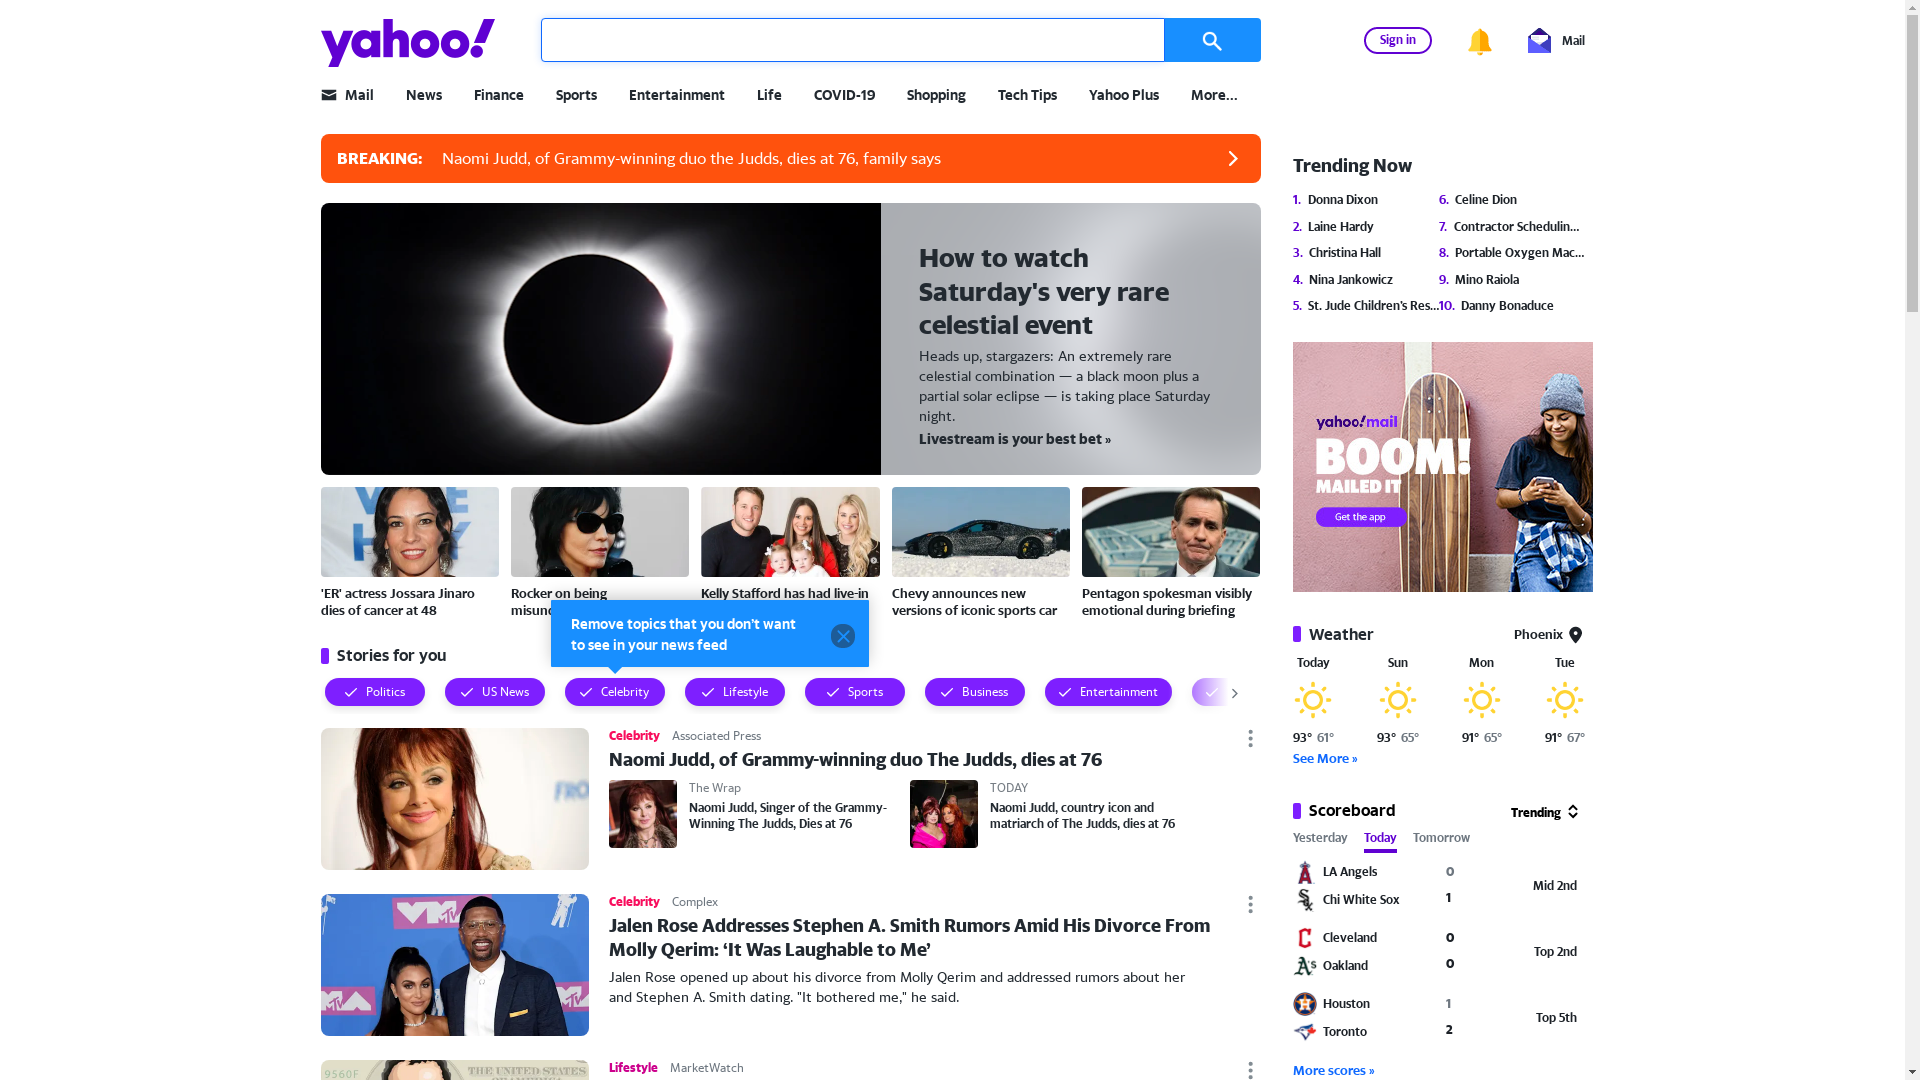 yahoo!
Sign in
Mail
Mail News Finance Sports Entertainment Life COVID-19 Shopping Tech Tips Yahoo Plus More...
BREAKING: Naomi Judd, of Grammy-winning duo the Judds, dies at 76, family says
How to watch
Saturday's very rare
celestial event
Heads up, stargazers: An extremely rare
celestial combination — a black moon plus a
partial solar eclipse — is taking place Saturday
night.
Livestream is your best bet »
'ER' actress Jossara Jinaro
dies of cancer at 48
Rocker on being
Kelly Stafford has had live-in
Chevy announces new
versions of iconic sports car
Pentagon spokesman visibly
emotional during briefing
Remove topics that you don't want
to see in your news feed
Stories for you
Politics US News Celebrity Lifestyle Sports Business Entertainment
Celebrity Associated Press
Naomi Judd, of Grammy-winning duo The Judds, dies at 76
The Wrap
Naomi Judd, Singer of the Grammy-
Winning The Judds, Dies at 76
TODAY
Naomi Judd, country icon and
matriarch of The Judds, dies at 76
Celebrity Complex
Jalen Rose Addresses Stephen A. Smith Rumors Amid His Divorce From
Molly Qerim: ‘It Was Laughable to Me’
Jalen Rose opened up about his divorce from Molly Qerim and addressed rumors about her
and Stephen A. Smith dating. "It bothered me," he said.
Lifestyle MarketWatch
9560F
THE UNITED STATES
Trending Now
1. Donna Dixon
2. Laine Hardy
3. Christina Hall
4. Nina Jankowicz
5. St. Jude Children's Res...
6. Celine Dion
7. Contractor Schedulin...
8. Portable Oxygen Mac...
9. Mino Raiola
10. Danny Bonaduce
yahoo!mail
BOOM!
MAILED IT
Get the app
Weather Phoenix
Today Sun Mon Tue
93° 61° 93° 65° 91° 65° 91° 67°
See More »
Scoreboard Trending
Yesterday Today Tomorrow
LA Angels 0
Mid 2nd
Chi White Sox 1
Cleveland 0
Top 2nd
Oakland 0
Houston 1
Top 5th
Toronto 2
More scores »